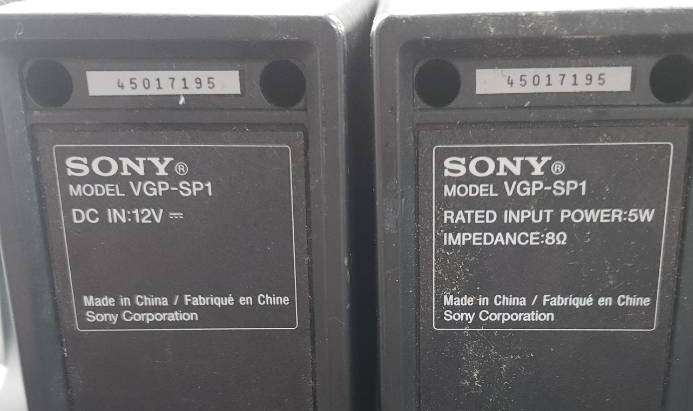 45017195
SONY®
MODEL VGP-SP1
DC IN:12V ⎓
Made in China / Fabriqué en Chine
Sony Corporation
45017195
SONY®
MODEL VGP-SP1
RATED INPUT POWER:5W
IMPEDANCE:8Ω
Made in China / Fabriqué en Chine
Sony Corporation